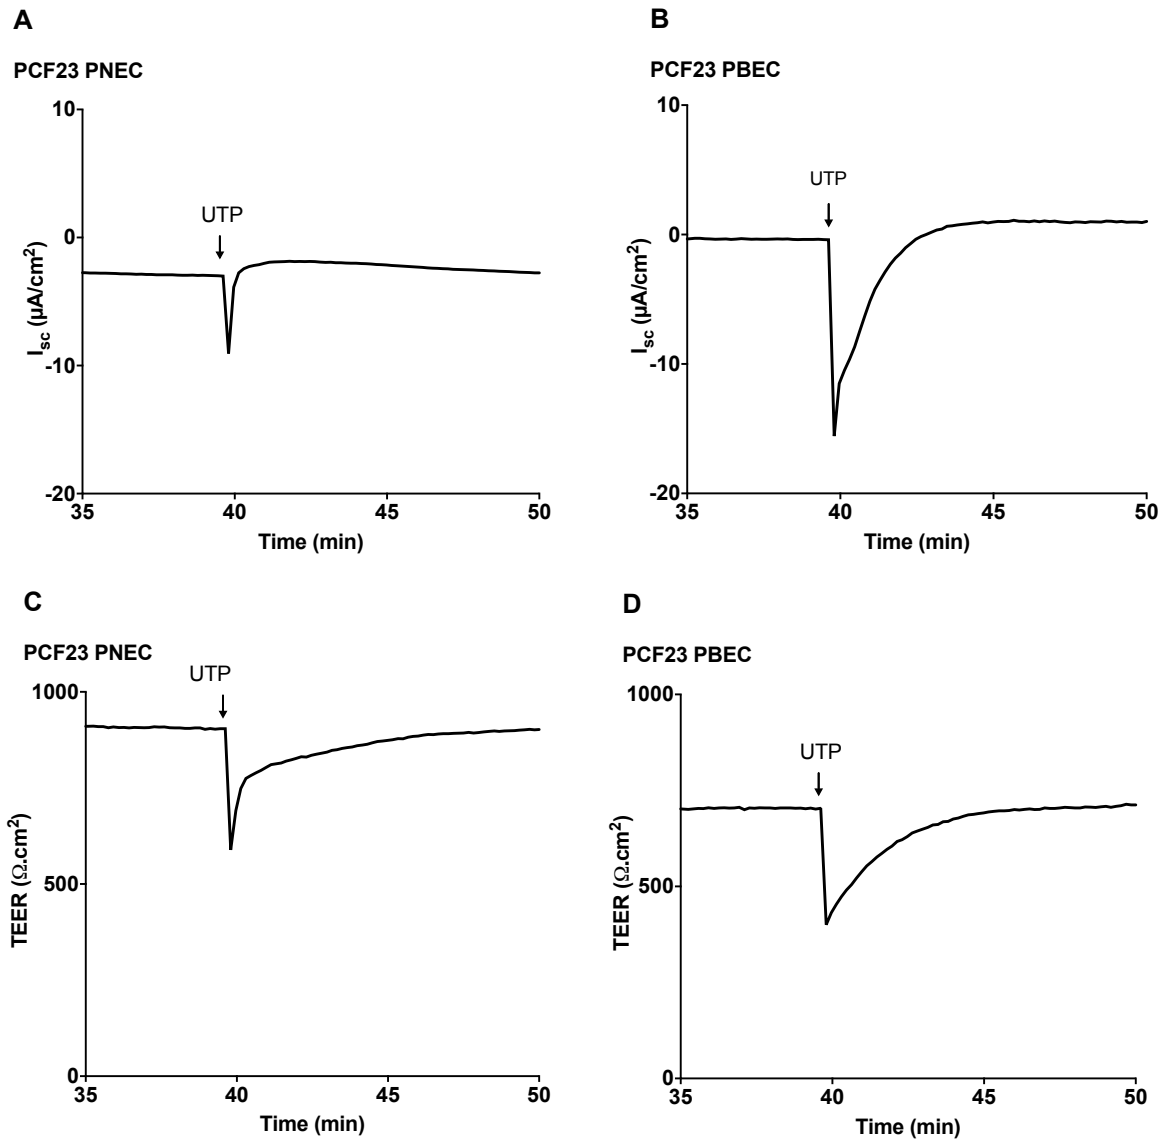 A
PCF23 PNEC
10
0
-10
-20
I_sc (µA/cm²)
UTP
35 40 45 50
Time (min)
B
PCF23 PBEC
10
0
-10
-20
I_sc (µA/cm²)
UTP
35 40 45 50
Time (min)
C
PCF23 PNEC
UTP
1000
500
0
TEER (Ω.cm²)
35 40 45 50
Time (min)
D
PCF23 PBEC
1000
500
0
TEER (Ω.cm²)
UTP
35 40 45 50
Time (min)